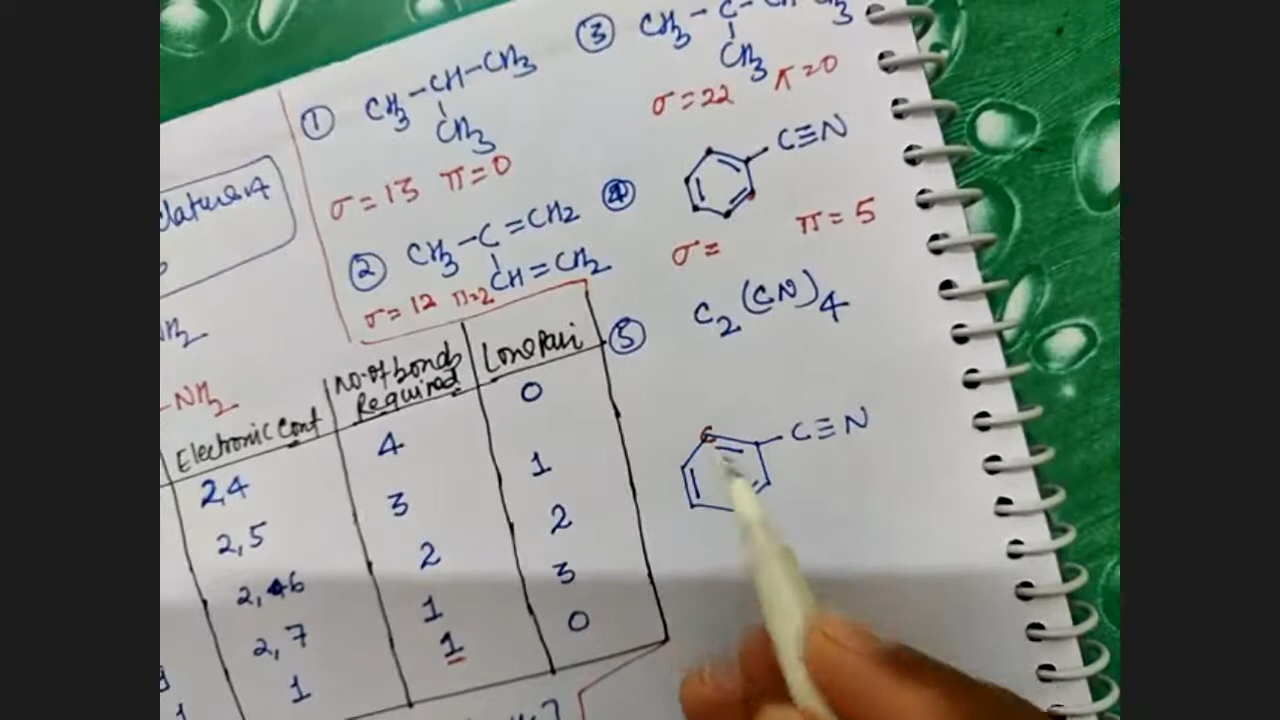 ① CH3-CH-CH3
CH3
σ=13 π=0
② CH3-C=CH2
CH=CH2
σ=12 π=2
③ CH3-C-
CH3
σ=22 π=0
④ C≡N
σ= π=5
⑤ C2(CN)4
C≡N
-NH2
Electronic Conf
No. of bonds Required
Lone Pair
2,4 4 0
2,5 3 1
2,6 2 2
2,7 1 3
1 1 0